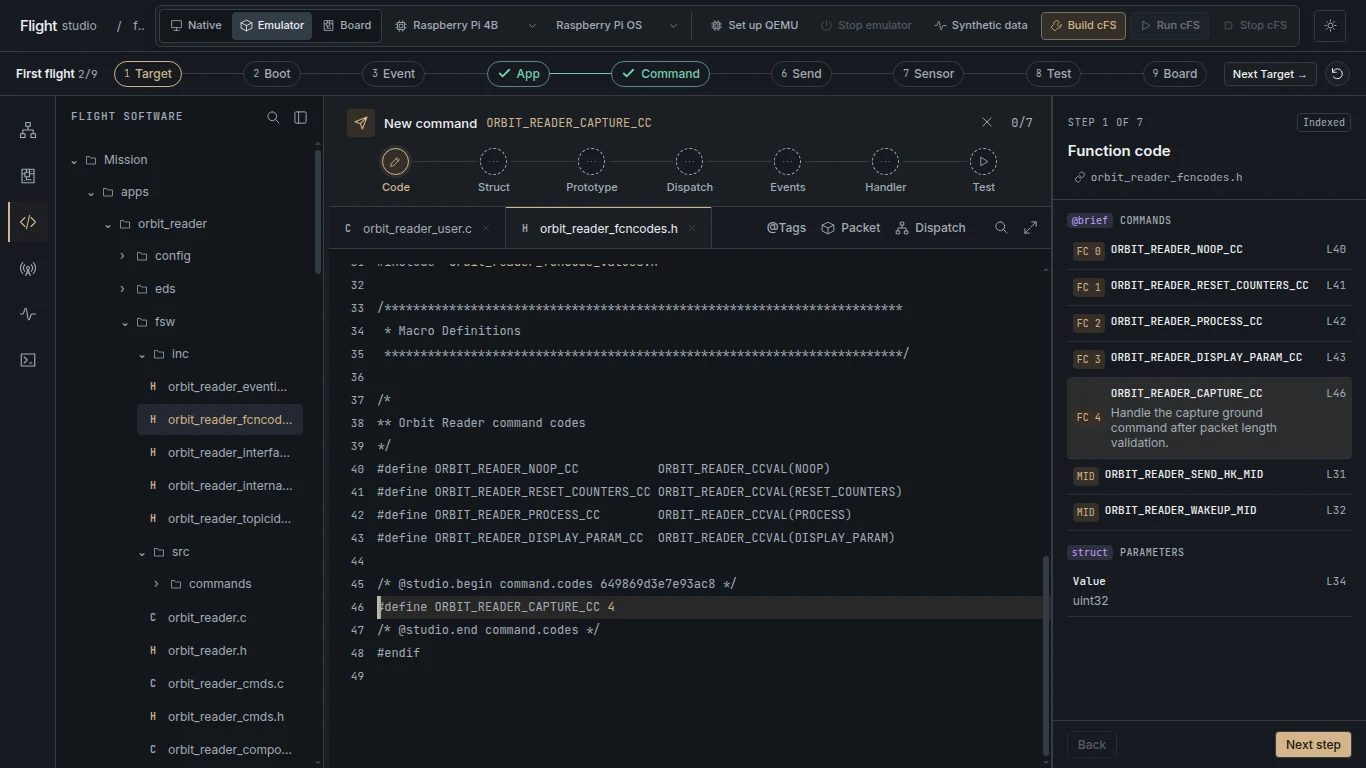 Flight studio / f..
Native Emulator Board Raspberry Pi 4B Raspberry Pi OS Set up QEMU Stop emulator Synthetic data Build cFS Run cFS Stop cFS
First flight 2/9 1 Target 2 Boot 3 Event App Command 6 Send 7 Sensor 8 Test 9 Board Next Target →
FLIGHT SOFTWARE
Mission
apps
orbit_reader
config
eds
fsw
inc
orbit_reader_eventi...
orbit_reader_fcncod...
orbit_reader_interfa...
orbit_reader_interna...
orbit_reader_topicid...
src
commands
orbit_reader.c
orbit_reader.h
orbit_reader_cmds.c
orbit_reader_cmds.h
orbit_reader_compo...
New command ORBIT_READER_CAPTURE_CC 0/7
Code Struct Prototype Dispatch Events Handler Test
C orbit_reader_user.c × H orbit_reader_fcncodes.h × @Tags Packet Dispatch
32
33 /************************************************************************
34 * Macro Definitions
35 ************************************************************************/
36
37 /*
38 ** Orbit Reader command codes
39 */
40 #define ORBIT_READER_NOOP_CC ORBIT_READER_CCVAL(NOOP)
41 #define ORBIT_READER_RESET_COUNTERS_CC ORBIT_READER_CCVAL(RESET_COUNTERS)
42 #define ORBIT_READER_PROCESS_CC ORBIT_READER_CCVAL(PROCESS)
43 #define ORBIT_READER_DISPLAY_PARAM_CC ORBIT_READER_CCVAL(DISPLAY_PARAM)
44
45 /* @studio.begin command.codes 649869d3e7e93ac8 */
46 #define ORBIT_READER_CAPTURE_CC 4
47 /* @studio.end command.codes */
48 #endif
49
STEP 1 OF 7 Indexed
Function code
orbit_reader_fcncodes.h
@brief COMMANDS
FC 0 ORBIT_READER_NOOP_CC L40
FC 1 ORBIT_READER_RESET_COUNTERS_CC L41
FC 2 ORBIT_READER_PROCESS_CC L42
FC 3 ORBIT_READER_DISPLAY_PARAM_CC L43
FC 4 ORBIT_READER_CAPTURE_CC L46
Handle the capture ground
command after packet length
validation.
MID ORBIT_READER_SEND_HK_MID L31
MID ORBIT_READER_WAKEUP_MID L32
struct PARAMETERS
Value L34
uint32
Back Next step